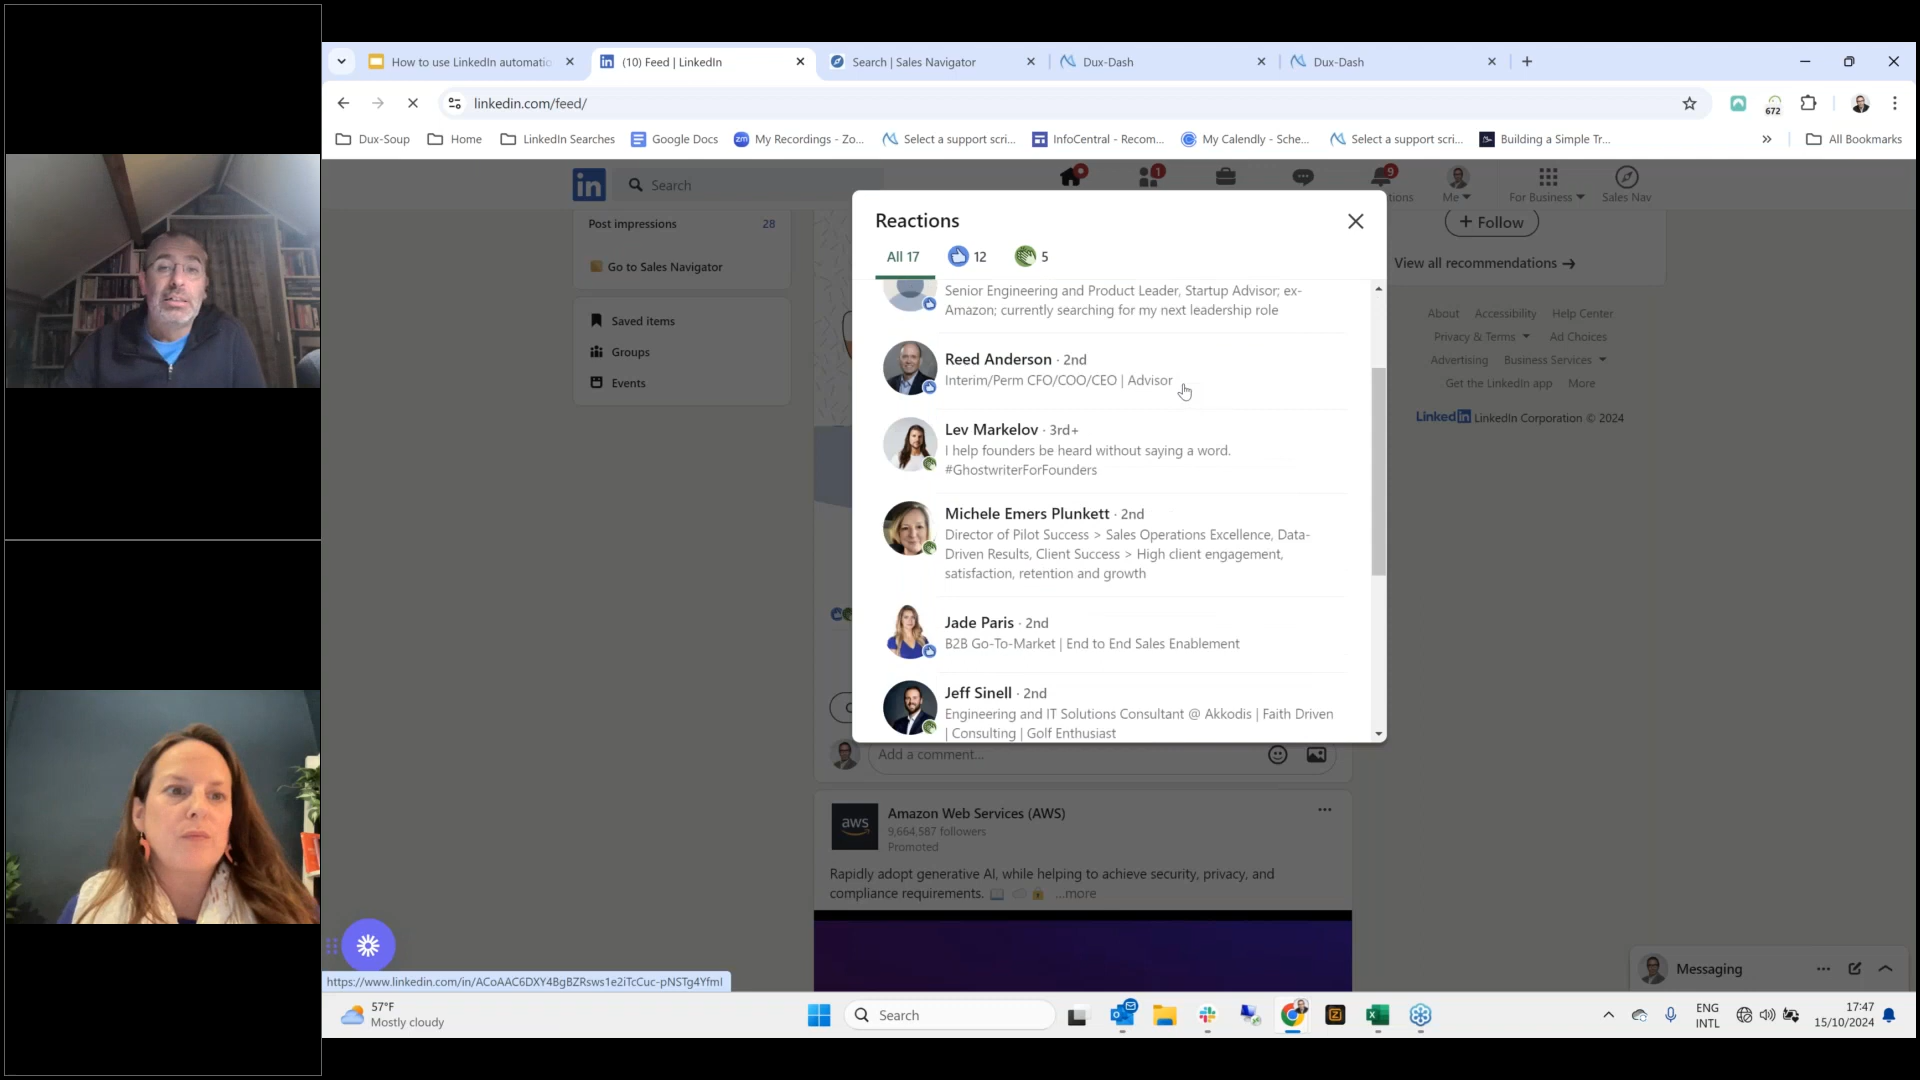 How to use LinkedIn automatio
(10) Feed | LinkedIn
Search | Sales Navigator
Dux-Dash
Dux-Dash
linkedin.com/feed/
672
Dux-Soup
Home
LinkedIn Searches
Google Docs
My Recordings - Zo...
Select a support scri...
InfoCentral - Recom...
My Calendly - Sche...
Select a support scri...
Building a Simple Tr...
All Bookmarks
in
Search
1
9
tions
Me
For Business
Sales Nav
Post impressions 28
Go to Sales Navigator
Saved items
Groups
Events
Reactions
All 17
12
5
Senior Engineering and Product Leader, Startup Advisor; ex-
Amazon; currently searching for my next leadership role
Reed Anderson · 2nd
Interim/Perm CFO/COO/CEO | Advisor
Lev Markelov · 3rd+
I help founders be heard without saying a word.
#GhostwriterForFounders
Michele Emers Plunkett · 2nd
Director of Pilot Success > Sales Operations Excellence, Data-
Driven Results, Client Success > High client engagement,
satisfaction, retention and growth
Jade Paris · 2nd
B2B Go-To-Market | End to End Sales Enablement
Jeff Sinell · 2nd
Engineering and IT Solutions Consultant @ Akkodis | Faith Driven
| Consulting | Golf Enthusiast
+ Follow
View all recommendations →
About Accessibility Help Center
Privacy & Terms Ad Choices
Advertising Business Services
Get the LinkedIn app More
LinkedIn LinkedIn Corporation © 2024
Add a comment...
aws
Amazon Web Services (AWS)
9,664,587 followers
Promoted
Rapidly adopt generative AI, while helping to achieve security, privacy, and
compliance requirements. ...more
Messaging
57°F
Mostly cloudy
Search
ENG
INTL
17:47
15/10/2024